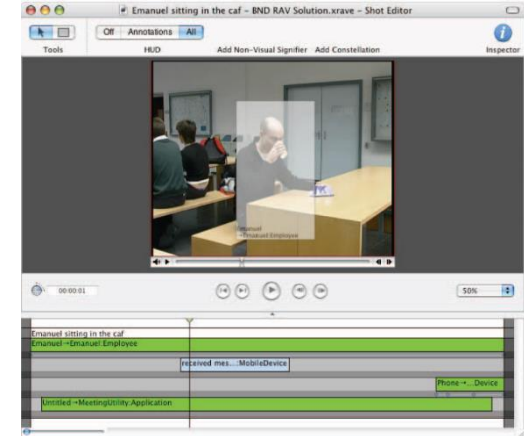 Emanuel sitting in the caf – BND RAV Solution.xrave – Shot Editor
Off Annotations All
Tools HUD Add Non-Visual Signifier Add Constellation Inspector
Emanuel
→Emanuel Employee
00:00:01
50%
Emanuel sitting in the caf
Emanuel→Emanuel Employee
received mes...:MobileDevice
Phone→...Device
Untitled→MeetingUtility:Application